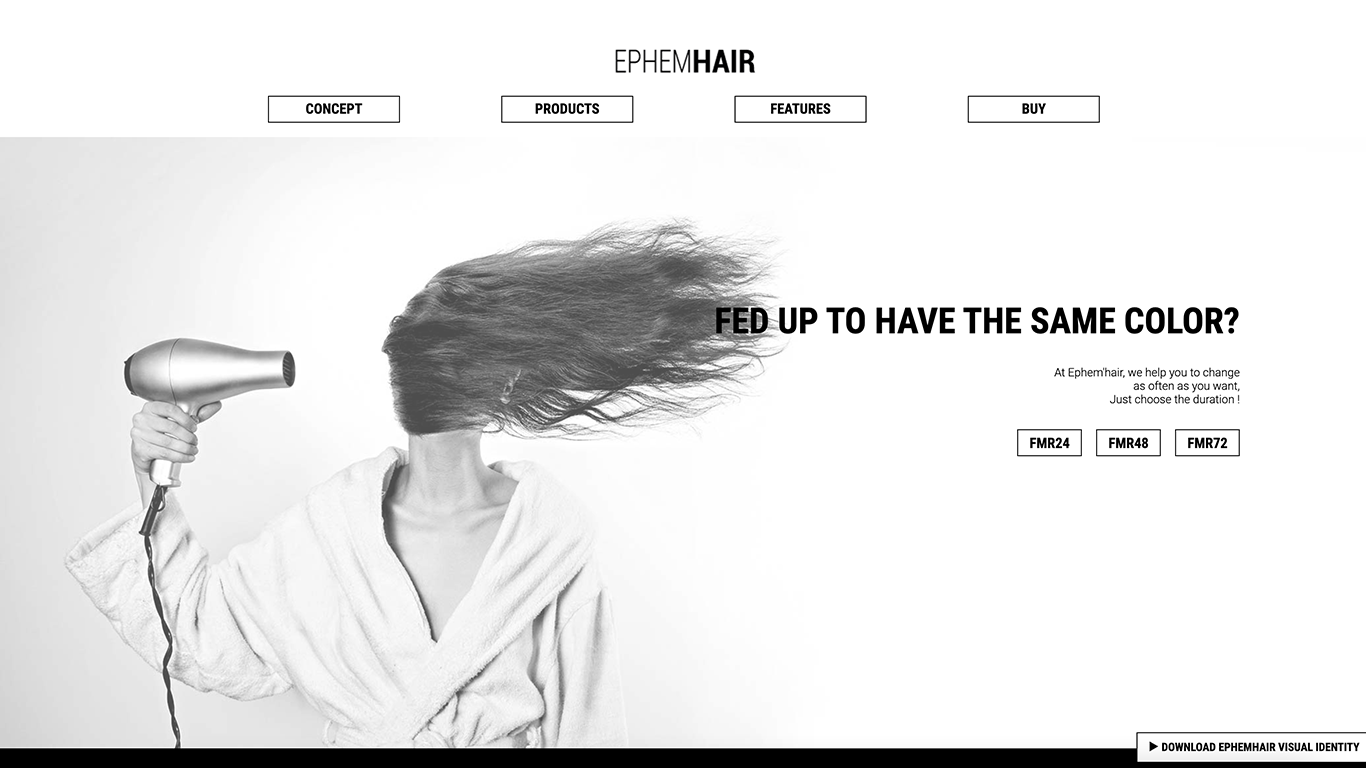 EPHEMHAIR
CONCEPT
PRODUCTS
FEATURES
BUY
FED UP TO HAVE THE SAME COLOR?
At Ephem'hair, we help you to change
as often as you want,
Just choose the duration !
FMR24
FMR48
FMR72
DOWNLOAD EPHEMHAIR VISUAL IDENTITY